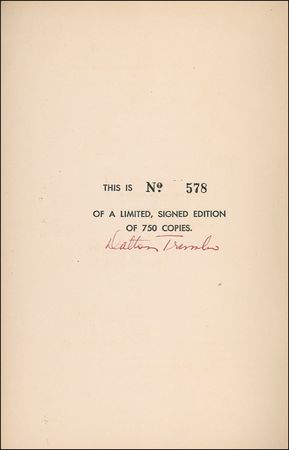 THIS IS Nº 578
OF A LIMITED, SIGNED EDITION
OF 750 COPIES.
Dalton Trumbo